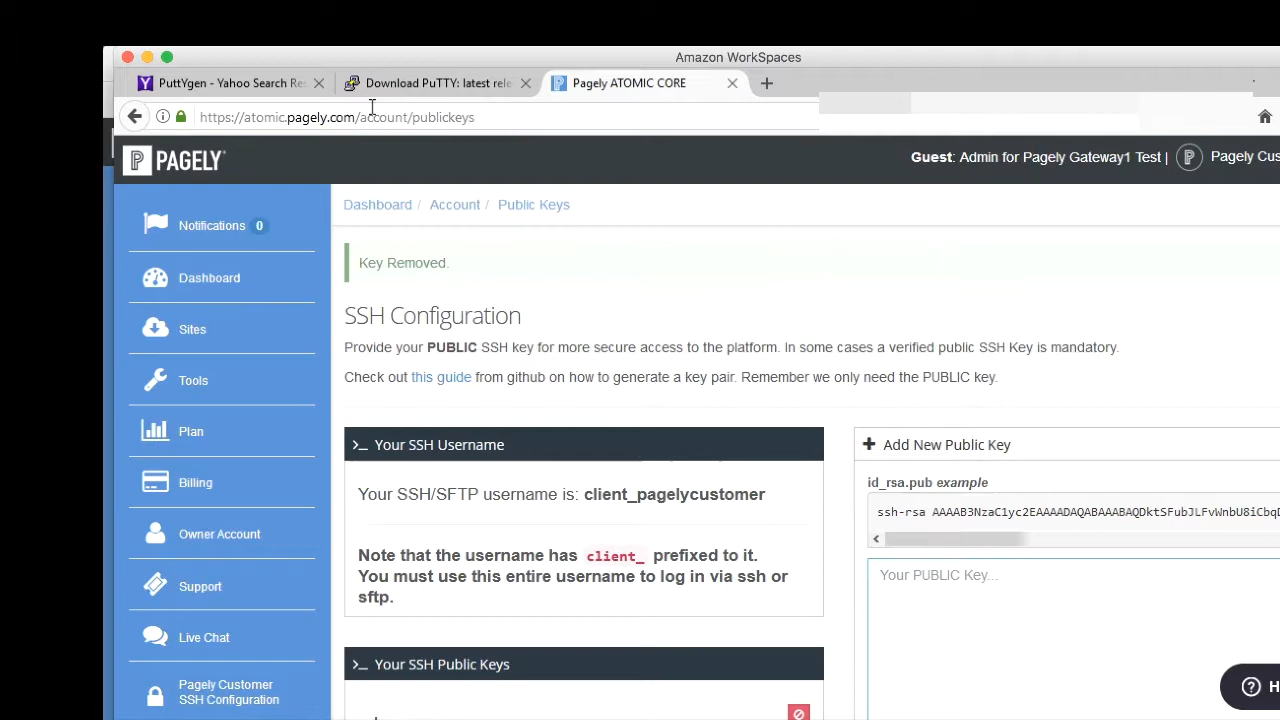 Amazon WorkSpaces
PuttYgen - Yahoo Search Res
Download PuTTY: latest rele
Pagely ATOMIC CORE
https://atomic.pagely.com/account/publickeys
PAGELY
Guest: Admin for Pagely Gateway1 Test |
Pagely Cus
Notifications 0
Dashboard
Sites
Tools
Plan
Billing
Owner Account
Support
Live Chat
Pagely Customer
SSH Configuration
Dashboard / Account / Public Keys
Key Removed.
SSH Configuration
Provide your PUBLIC SSH key for more secure access to the platform. In some cases a verified public SSH Key is mandatory.
Check out this guide from github on how to generate a key pair. Remember we only need the PUBLIC key.
>_ Your SSH Username
Your SSH/SFTP username is: client_pagelycustomer
Note that the username has client_ prefixed to it.
You must use this entire username to log in via ssh or
sftp.
>_ Your SSH Public Keys
Add New Public Key
id_rsa.pub example
ssh-rsa AAAAB3NzaC1yc2EAAAADAQABAAABAQDktSFubJLFvWnbU8iCbqD
Your PUBLIC Key...
H